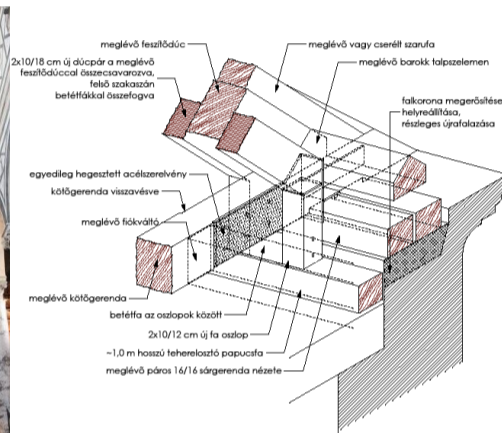 meglévő feszítődúc
2x10/18 cm új dúcpár a meglévő
feszítődúccal összecsavarozva,
felső szakaszán
betétfákkal összefogva
meglévő vagy cserélt szarufa
meglévő barokk talpszelemen
falkorona megerősítése
helyreállítása,
részleges újrafalazása
egyedileg hegesztett acélszerelvény
kötőgerenda visszavésve
meglévő fiókváltó
meglévő kötőgerenda
betétfa az oszlopok között
2x10/12 cm új fa oszlop
~1,0 m hosszú teherelosztó papucsfa
meglévő páros 16/16 sárgerenda nézete